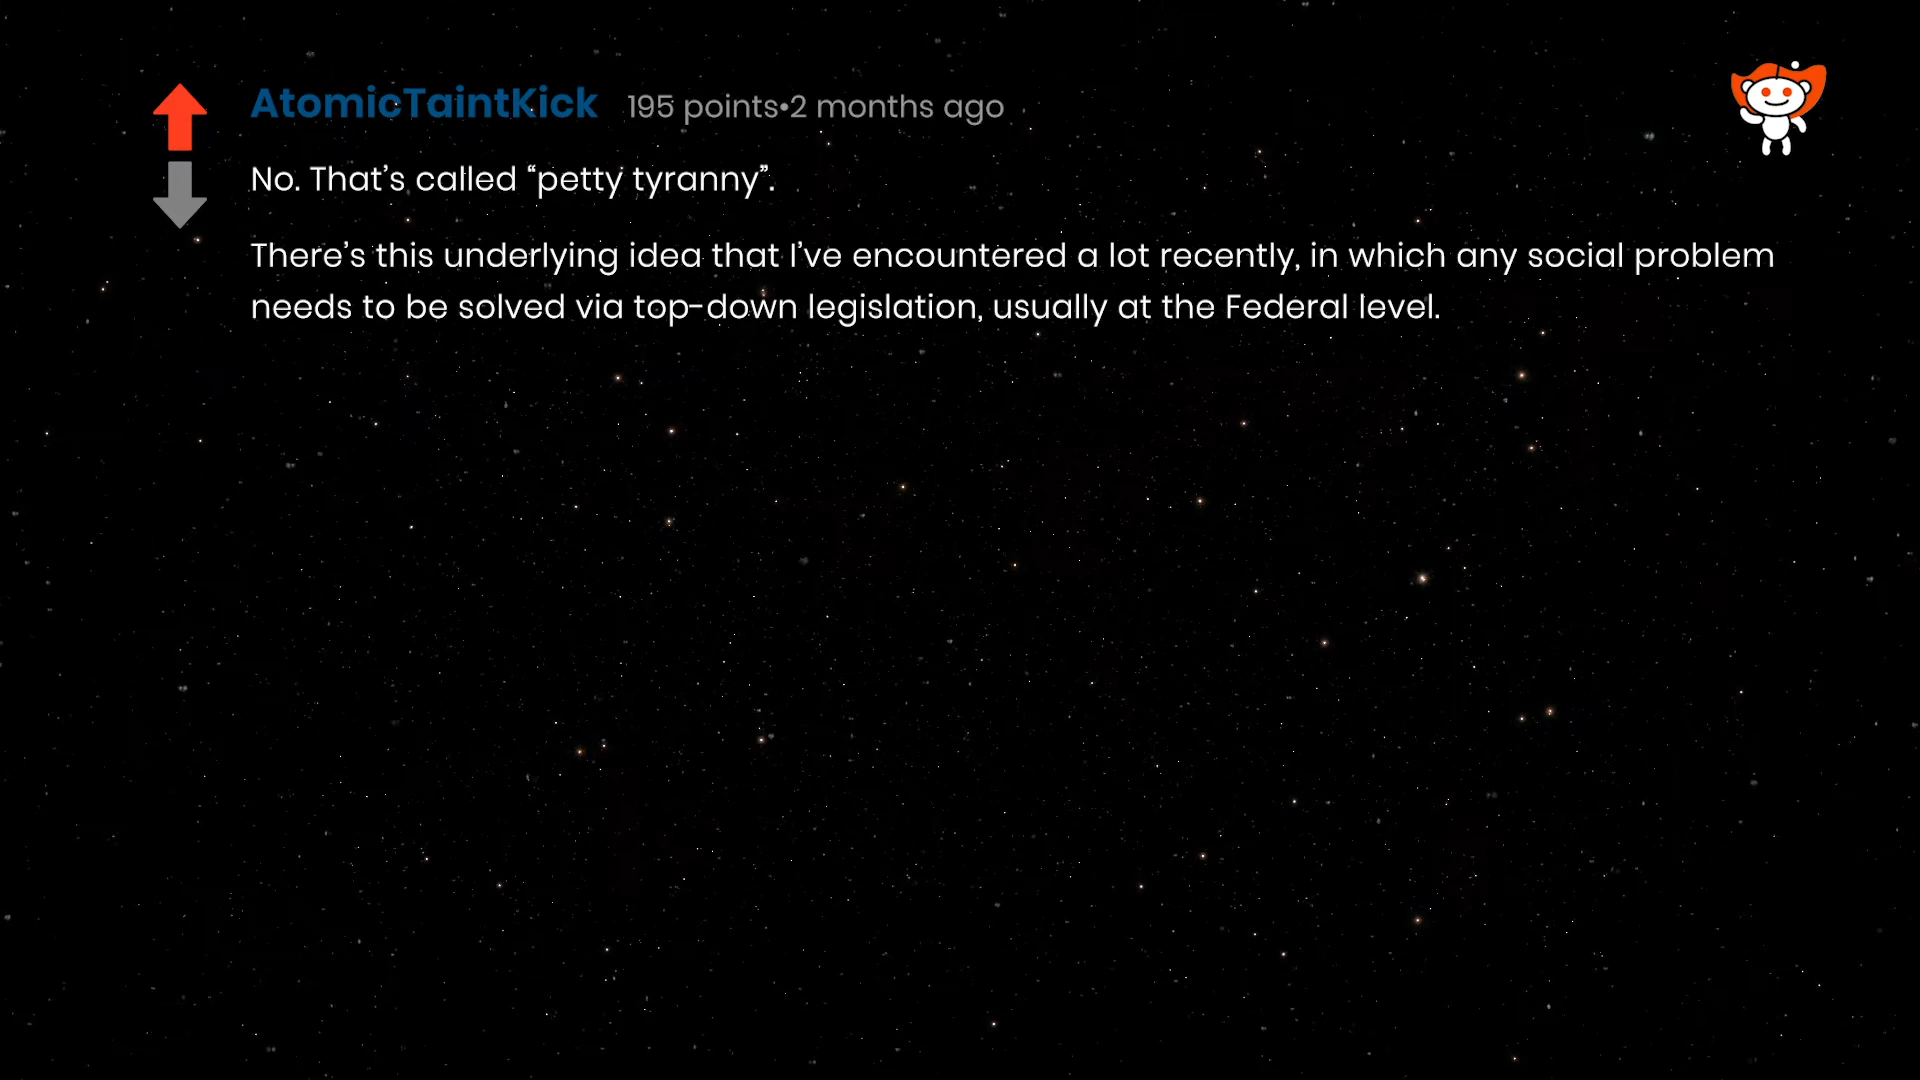 AtomicTaintKick 195 points•2 months ago
No. That’s called “petty tyranny”.
There’s this underlying idea that I’ve encountered a lot recently, in which any social problem
needs to be solved via top-down legislation, usually at the Federal level.